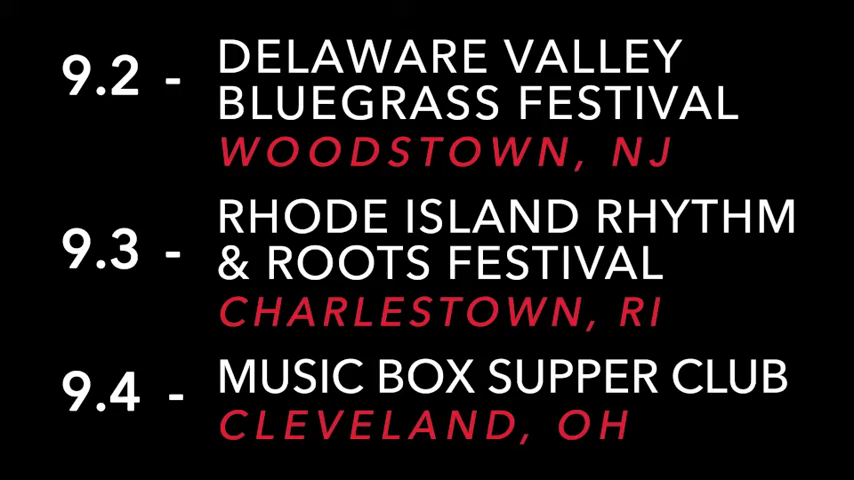 9.2 - DELAWARE VALLEY
BLUEGRASS FESTIVAL
WOODSTOWN, NJ
9.3 - RHODE ISLAND RHYTHM
& ROOTS FESTIVAL
CHARLESTOWN, RI
9.4 - MUSIC BOX SUPPER CLUB
CLEVELAND, OH